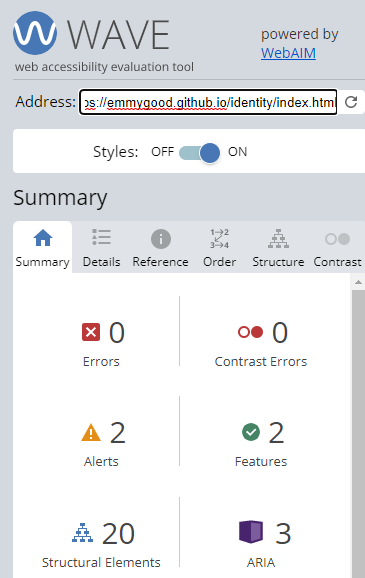 WAVE
web accessibility evaluation tool
powered by
WebAIM
Address: ps://emmygood.github.io/identity/index.html
Styles: OFF ON
Summary
Summary Details Reference Order Structure Contrast
0 0
Errors Contrast Errors
2 2
Alerts Features
20 3
Structural Elements ARIA